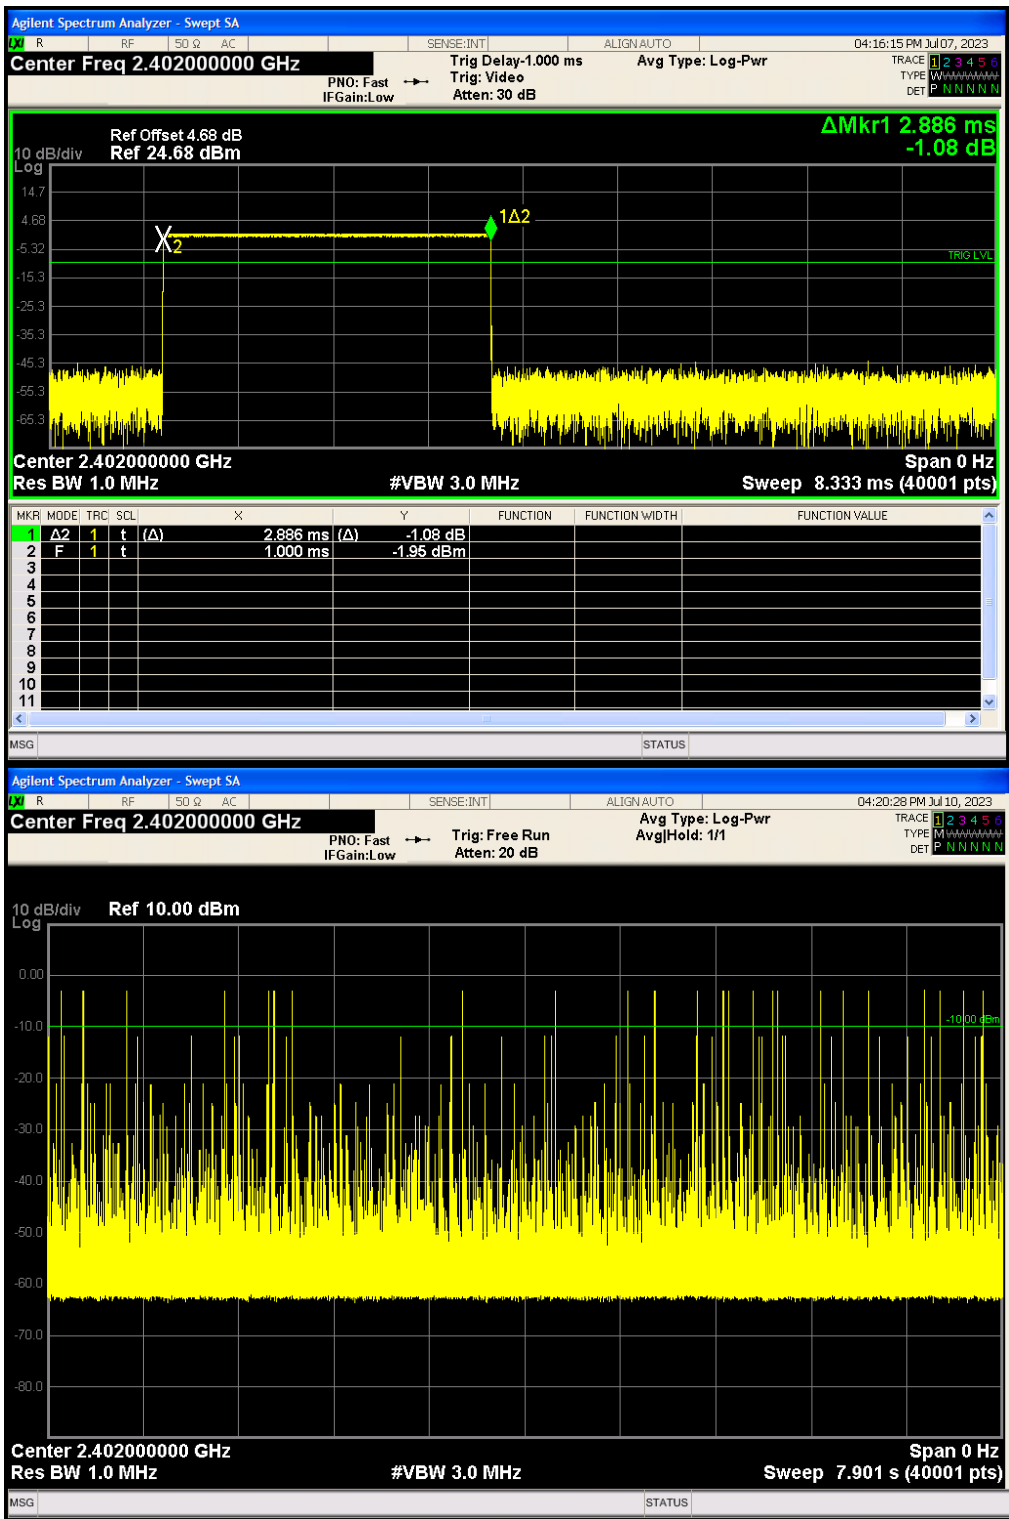 Agilent Spectrum Analyzer - Swept SA
LXI R RF 50 Ω AC SENSE:INT ALIGN AUTO 04:16:15 PM Jul 07, 2023
Center Freq 2.402000000 GHz
PNO: Fast
IFGain:Low
Trig Delay-1.000 ms
Trig: Video
Atten: 30 dB
Avg Type: Log-Pwr
TRACE 1 2 3 4 5 6
TYPE W
DET P N N N N N
ΔMkr1 2.886 ms
-1.08 dB
Ref Offset 4.68 dB
10 dB/div Ref 24.68 dBm
Log
14.7
4.68
-5.32
-15.3
-25.3
-35.3
-45.3
-55.3
-65.3
2
1Δ2
TRIG LVL
Center 2.402000000 GHz Span 0 Hz
Res BW 1.0 MHz #VBW 3.0 MHz Sweep 8.333 ms (40001 pts)
MKR MODE TRC SCL X Y FUNCTION FUNCTION WIDTH FUNCTION VALUE
1 Δ2 1 t (Δ) 2.886 ms (Δ) -1.08 dB
2 F 1 t 1.000 ms -1.95 dBm
3
4
5
6
7
8
9
10
11
MSG STATUS
Agilent Spectrum Analyzer - Swept SA
LXI R RF 50 Ω AC SENSE:INT ALIGN AUTO 04:20:28 PM Jul 10, 2023
Center Freq 2.402000000 GHz
PNO: Fast
IFGain:Low
Trig: Free Run
Atten: 20 dB
Avg Type: Log-Pwr
Avg|Hold: 1/1
TRACE 1 2 3 4 5 6
TYPE M
DET P N N N N N
10 dB/div Ref 10.00 dBm
Log
0.00
-10.0
-20.0
-30.0
-40.0
-50.0
-60.0
-70.0
-80.0
-10.00 dBm
Center 2.402000000 GHz Span 0 Hz
Res BW 1.0 MHz #VBW 3.0 MHz Sweep 7.901 s (40001 pts)
MSG STATUS